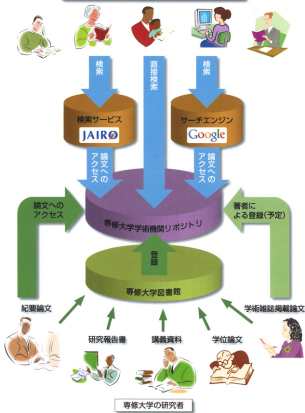 検索
直接検索
検索
検索サービス
JAIRO
サーチエンジン
Google
論文への
アクセス
論文への
アクセス
論文への
アクセス
専修大学学術機関リポジトリ
著者に
よる登録(予定)
登録
専修大学図書館
紀要論文
研究報告書
講義資料
学位論文
学術雑誌掲載論文
専修大学の研究者